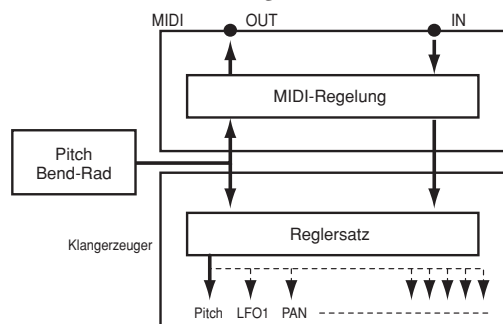 MIDI OUT IN
MIDI-Regelung
Pitch
Bend-Rad
Reglersatz
Klangerzeuger
Pitch LFO1 PAN